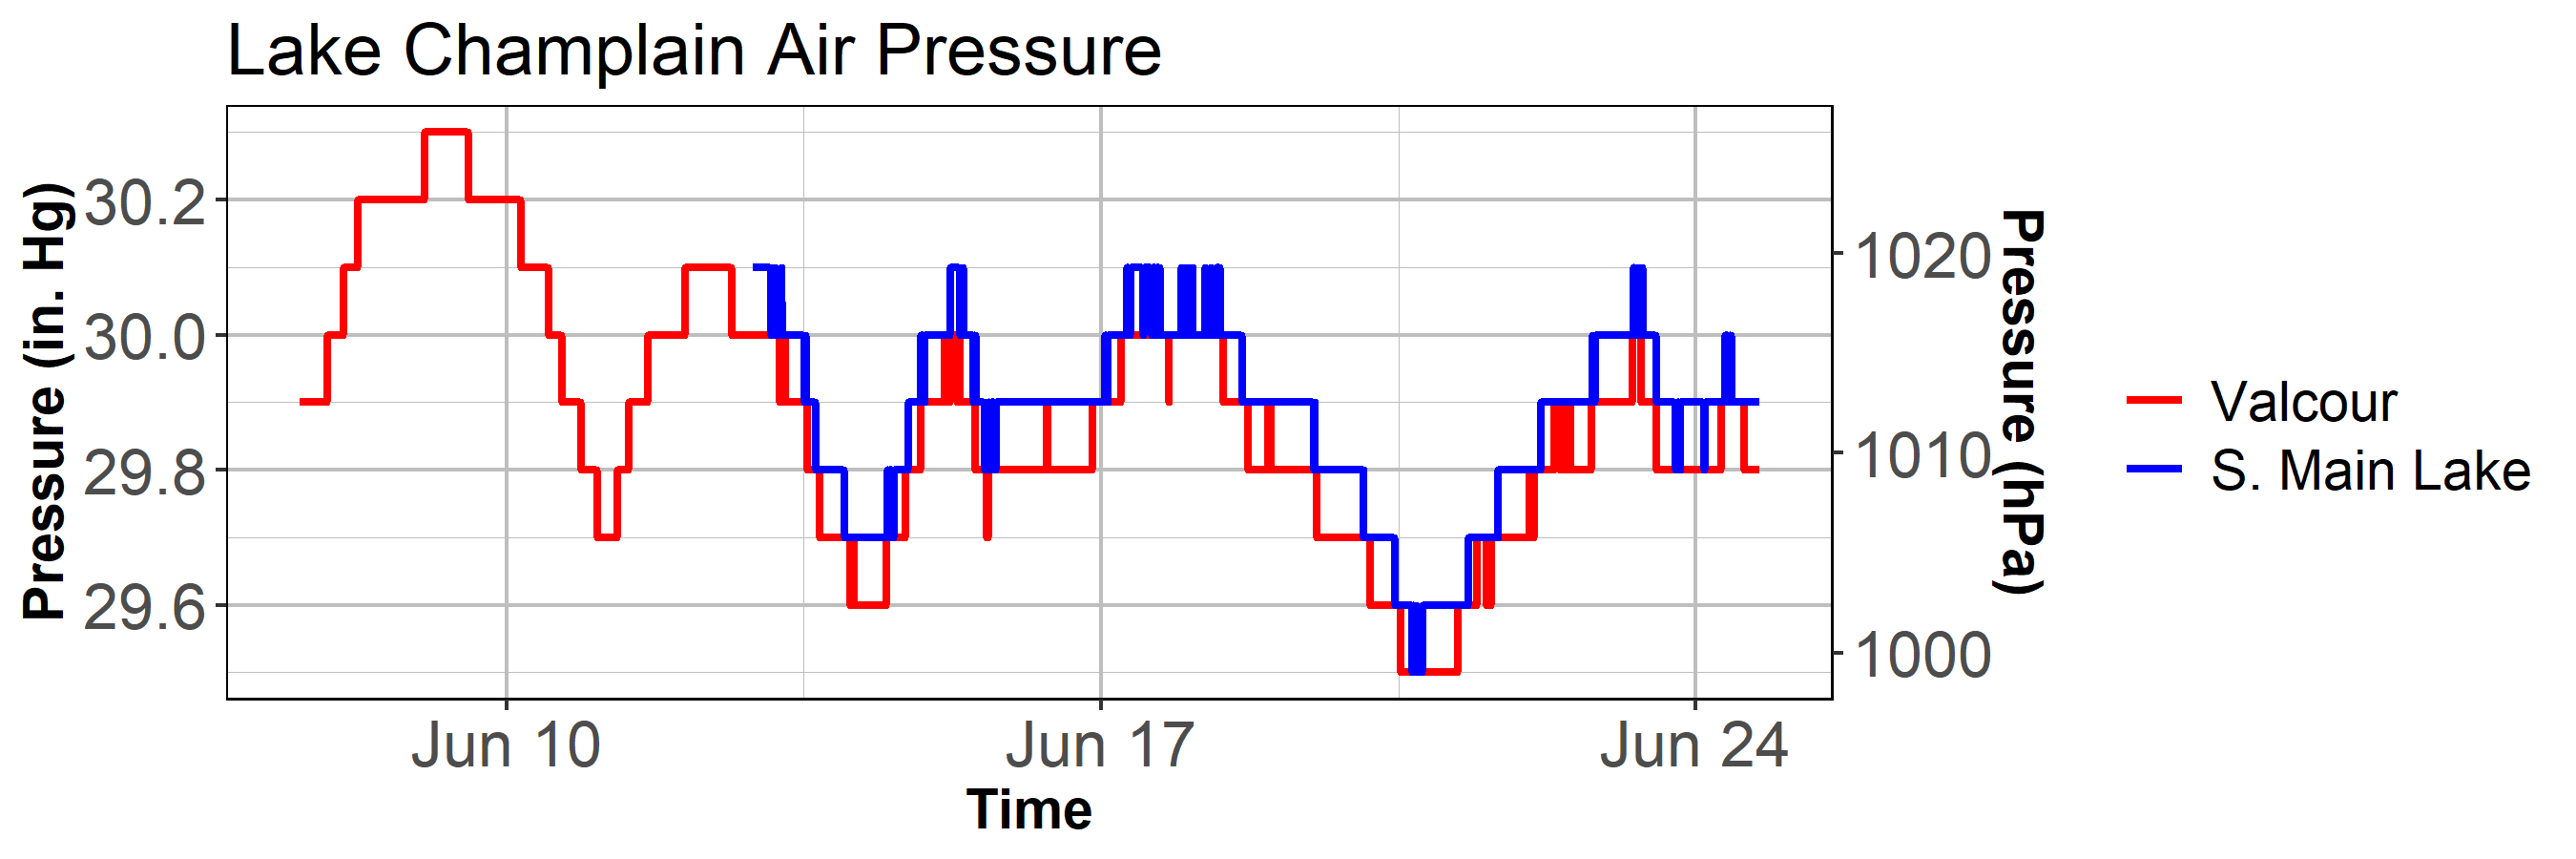 Lake Champlain Air Pressure
Pressure (in. Hg)
30.2
30.0
29.8
29.6
1020
1010
1000
Pressure (hPa)
Jun 10
Jun 17
Jun 24
Time
Valcour
S. Main Lake